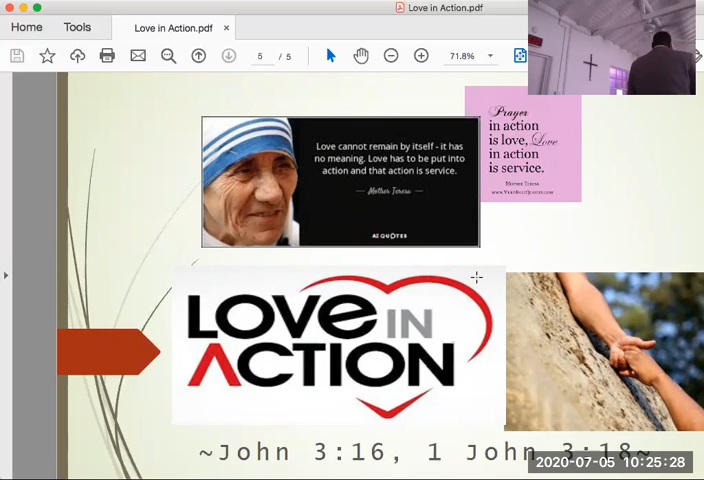 Love in Action.pdf
Home
Tools
Love in Action.pdf
5 / 5
71.8%
Prayer
in action
is love, Love
in action
is service.
MOTHER TERESA
Love cannot remain by itself - it has
no meaning. Love has to be put into
action and that action is service.
Mother Teresa
AZ QUOTES
LOVE IN
ACTION
~John 3:16, 1 John 3:18~
2020-07-05 10:25:28